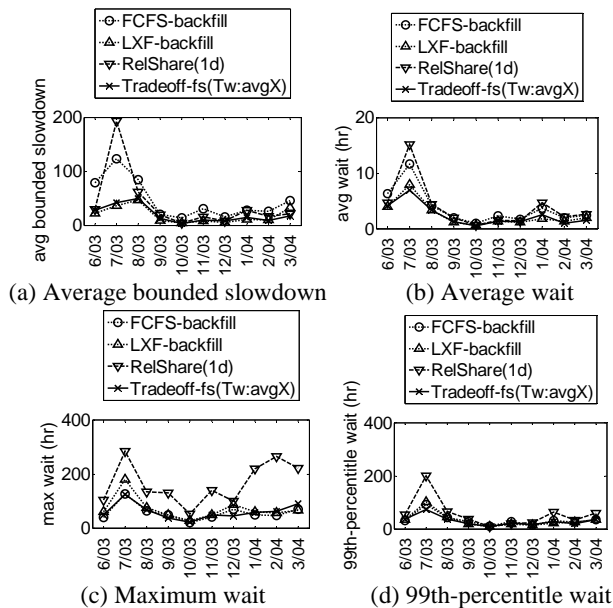 FCFS-backfill
LXF-backfill
RelShare(1d)
Tradeoff-fs(Tw:avgX)
avg bounded slowdown
200
100
0
6/03
7/03
8/03
9/03
10/03
11/03
12/03
1/04
2/04
3/04
(a) Average bounded slowdown
FCFS-backfill
LXF-backfill
RelShare(1d)
Tradeoff-fs(Tw:avgX)
avg wait (hr)
20
10
0
6/03
7/03
8/03
9/03
10/03
11/03
12/03
1/04
2/04
3/04
(b) Average wait
FCFS-backfill
LXF-backfill
RelShare(1d)
Tradeoff-fs(Tw:avgX)
max wait (hr)
400
200
0
6/03
7/03
8/03
9/03
10/03
11/03
12/03
1/04
2/04
3/04
(c) Maximum wait
FCFS-backfill
LXF-backfill
RelShare(1d)
Tradeoff-fs(Tw:avgX)
99th-percentitle wait (hr)
400
200
0
6/03
7/03
8/03
9/03
10/03
11/03
12/03
1/04
2/04
3/04
(d) 99th-percentitle wait